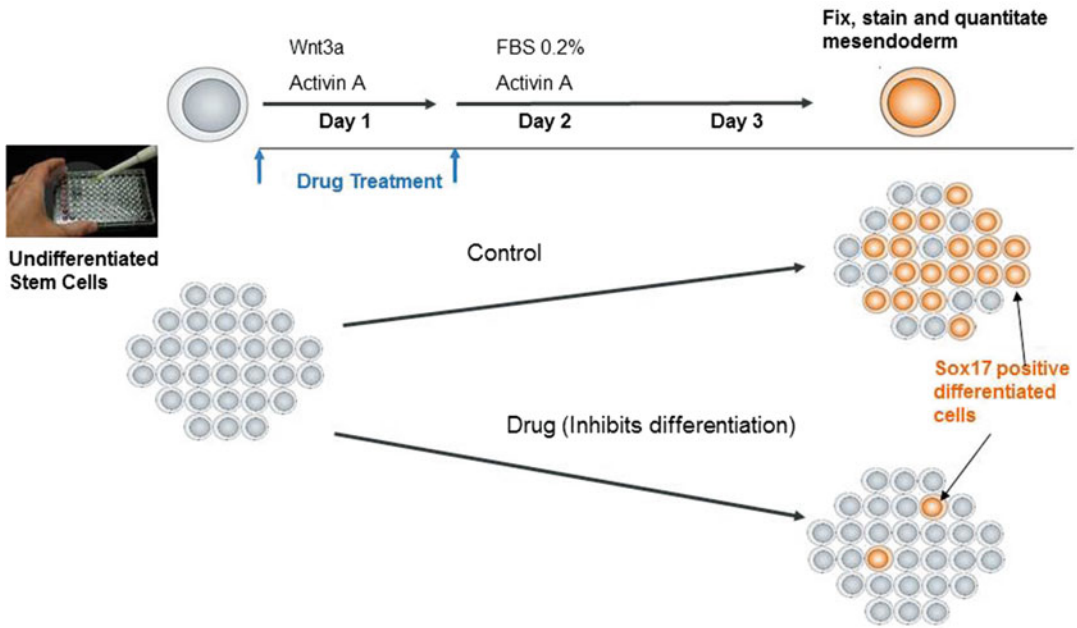 Fix, stain and quantitate
mesendoderm
Wnt3a
Activin A
Day 1
FBS 0.2%
Activin A
Day 2
Day 3
Drug Treatment
Undifferentiated
Stem Cells
Control
Sox17 positive
differentiated
cells
Drug (Inhibits differentiation)